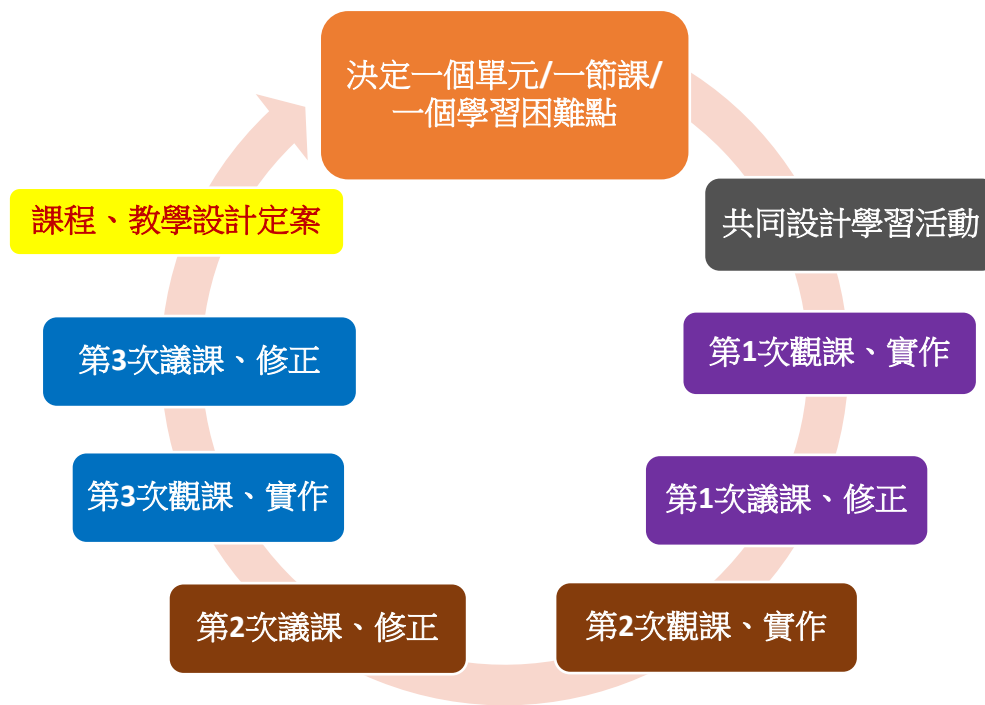 決定一個單元/一節課/
一個學習困難點
共同設計學習活動
第1次觀課、實作
第1次議課、修正
第2次觀課、實作
第2次議課、修正
第3次觀課、實作
第3次議課、修正
課程、教學設計定案